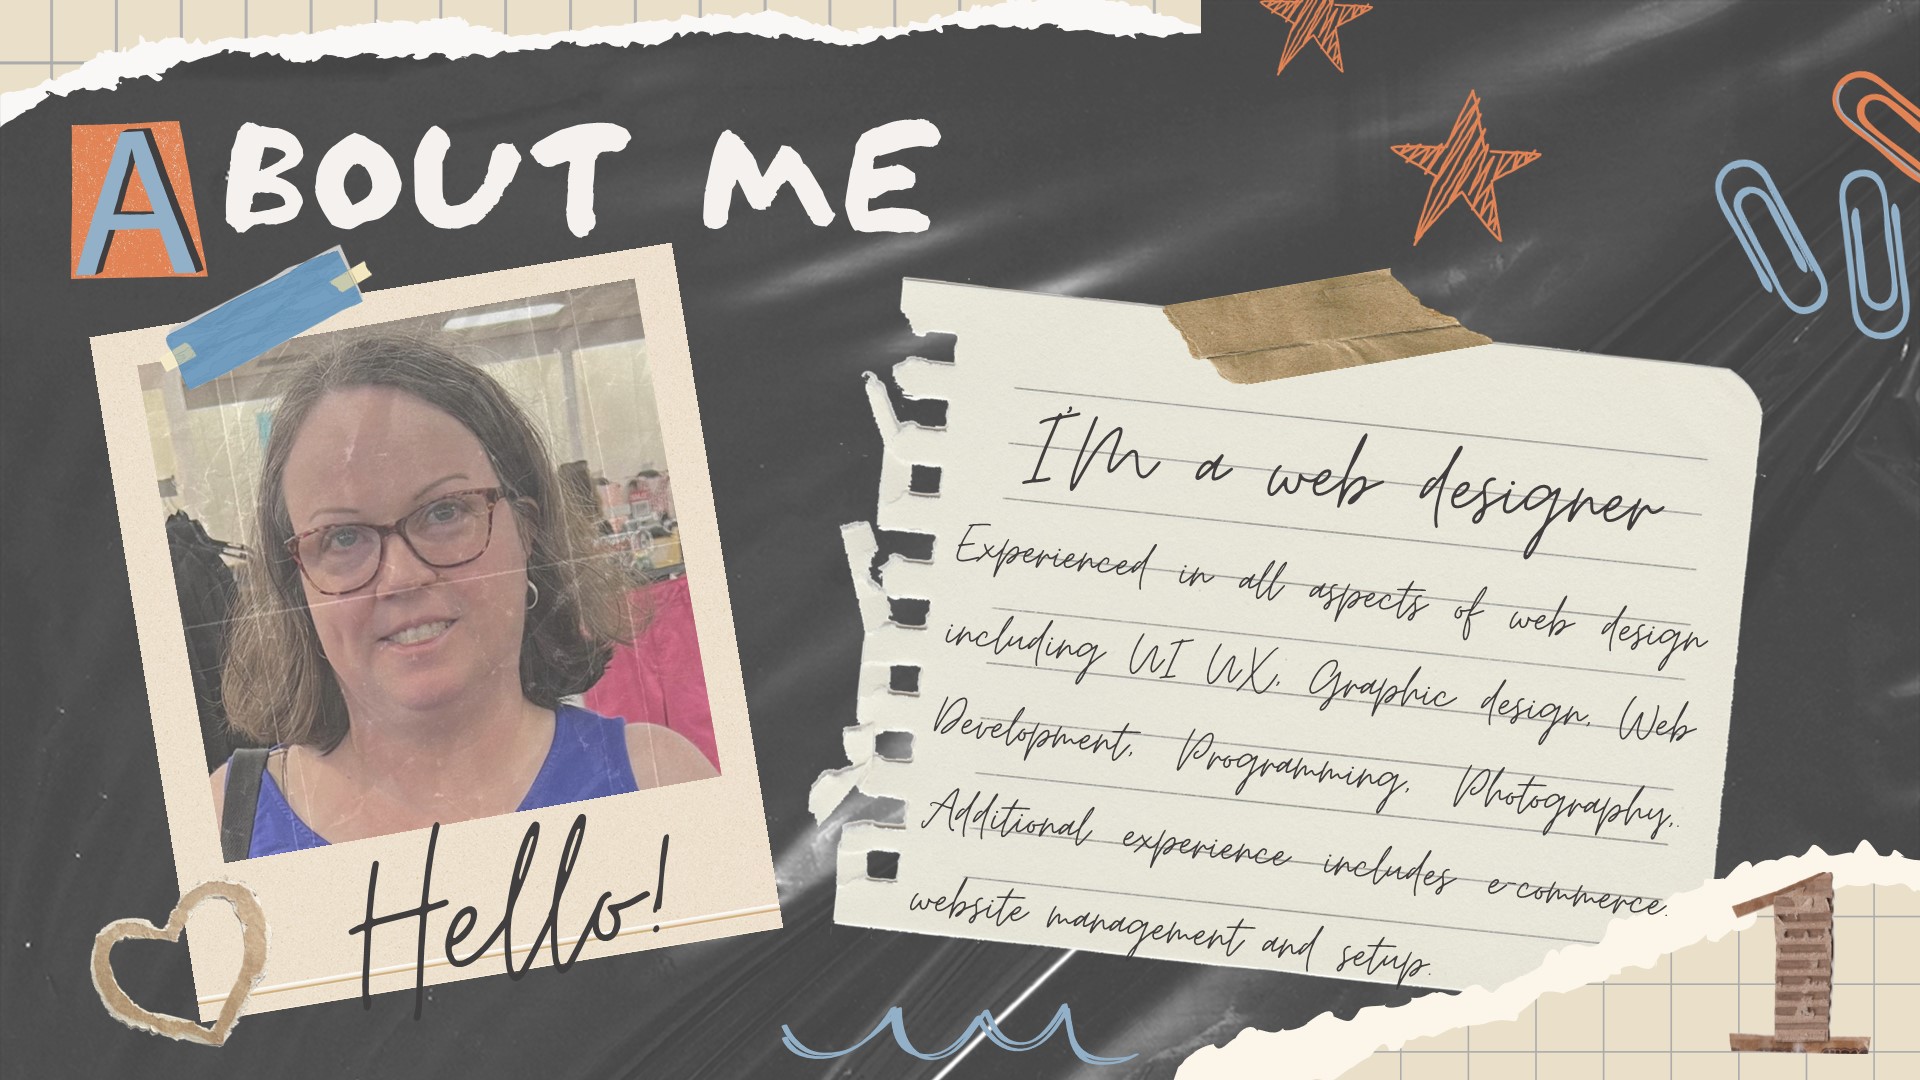 ABOUT ME
I'M a web designer
Experienced in all aspects of web design
including UI UX, Graphic design, Web
Development, Programming, Photography,.
Additional experience includes e-commerce.
website management and setup.
Hello!
1